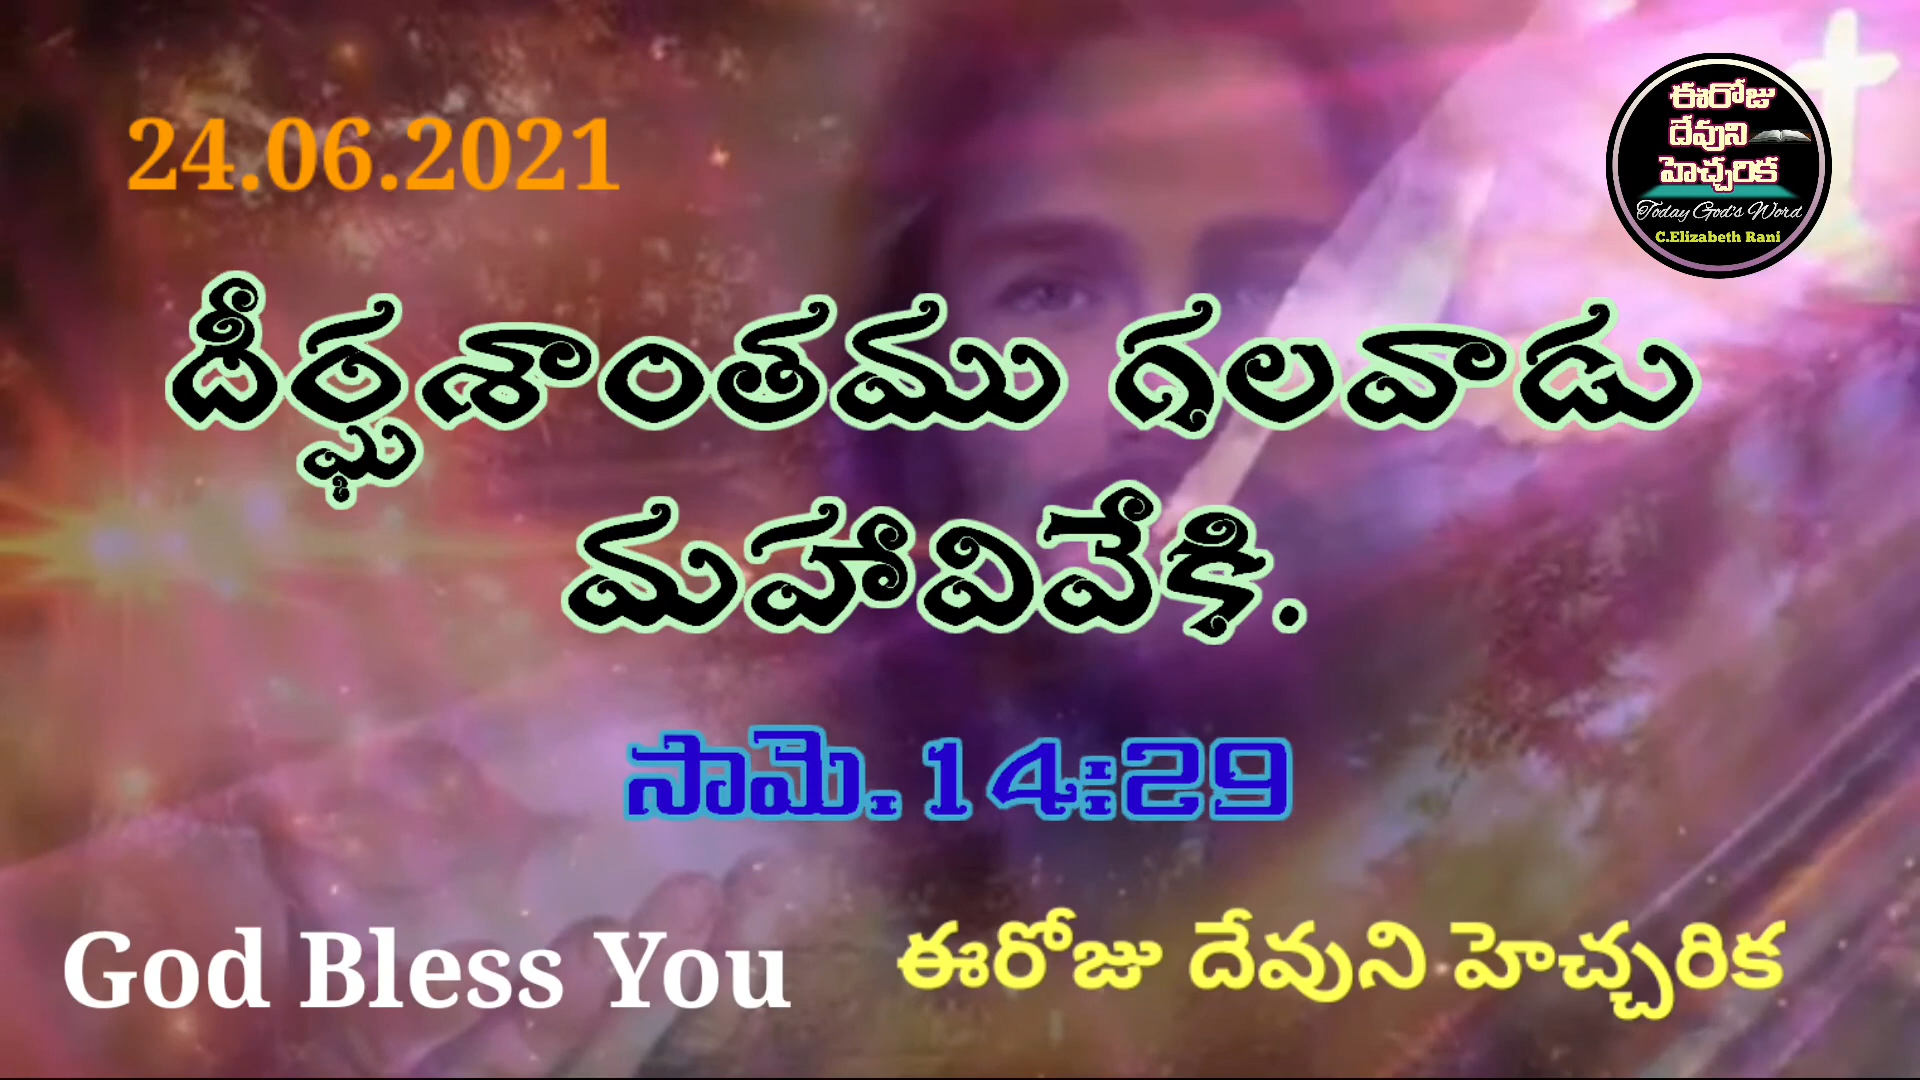 24.06.2021
ఈరోజు
దేవుని
హెచ్చరిక
Today God's Word
C.Elizabeth Rani
దీర్ఘశాంతము గలవాడు
మహావివేకి.
సామె.14:29
God Bless You
ఈరోజు దేవుని హెచ్చరిక